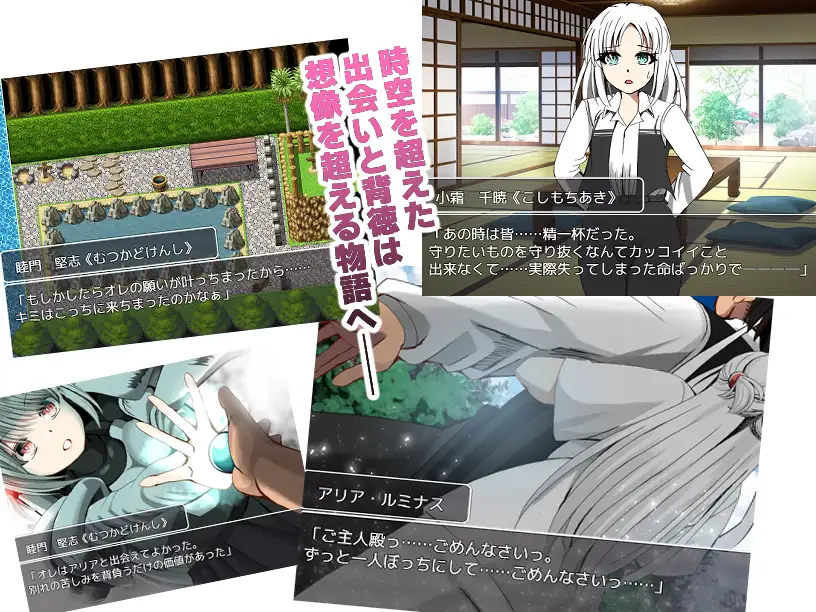 時空を超えた
出会いと背徳は
想像を超える物語へ――
小霜　千暁《こしもちあき》
「あの時は皆……精一杯だった。
守りたいものを守り抜くなんてカッコイイこと
出来なくて……実際失ってしまった命ばっかりで――――」
睦門　堅志《むつかどけんし》
「もしかしたらオレの願いが叶っちまったから……
キミはこっちに来ちまったのかなぁ」
睦門　堅志《むつかどけんし》
「オレはアリアと出会えてよかった。
別れの苦しみを背負うだけの価値があった」
アリア・ルミナス
「ご主人殿っ……ごめんなさいっ。
ずっと一人ぼっちにして……ごめんなさいっ……」